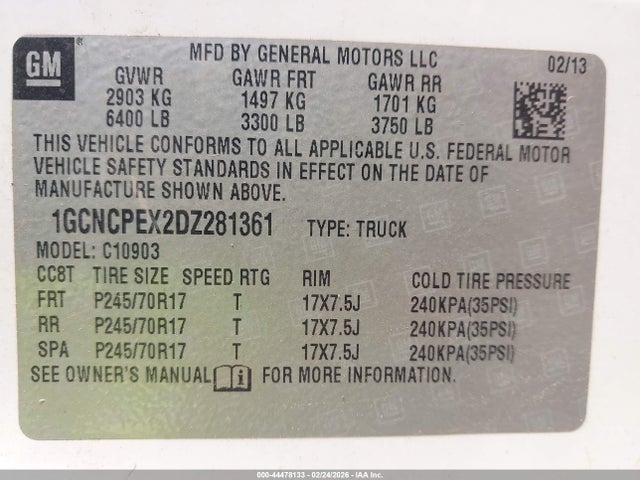 GM
MFD BY GENERAL MOTORS LLC
02/13
GVWR GAWR FRT GAWR RR
2903 KG 1497 KG 1701 KG
6400 LB 3300 LB 3750 LB
THIS VEHICLE CONFORMS TO ALL APPLICABLE U.S. FEDERAL MOTOR
VEHICLE SAFETY STANDARDS IN EFFECT ON THE DATE OF
MANUFACTURE SHOWN ABOVE.
1GCNCPEX2DZ281361 TYPE: TRUCK
MODEL: C10903
CC8T TIRE SIZE SPEED RTG RIM COLD TIRE PRESSURE
FRT P245/70R17 T 17X7.5J 240KPA(35PSI)
RR P245/70R17 T 17X7.5J 240KPA(35PSI)
SPA P245/70R17 T 17X7.5J 240KPA(35PSI)
SEE OWNER'S MANUAL FOR MORE INFORMATION.
000-44478133 - 02/24/2026 - IAA Inc.